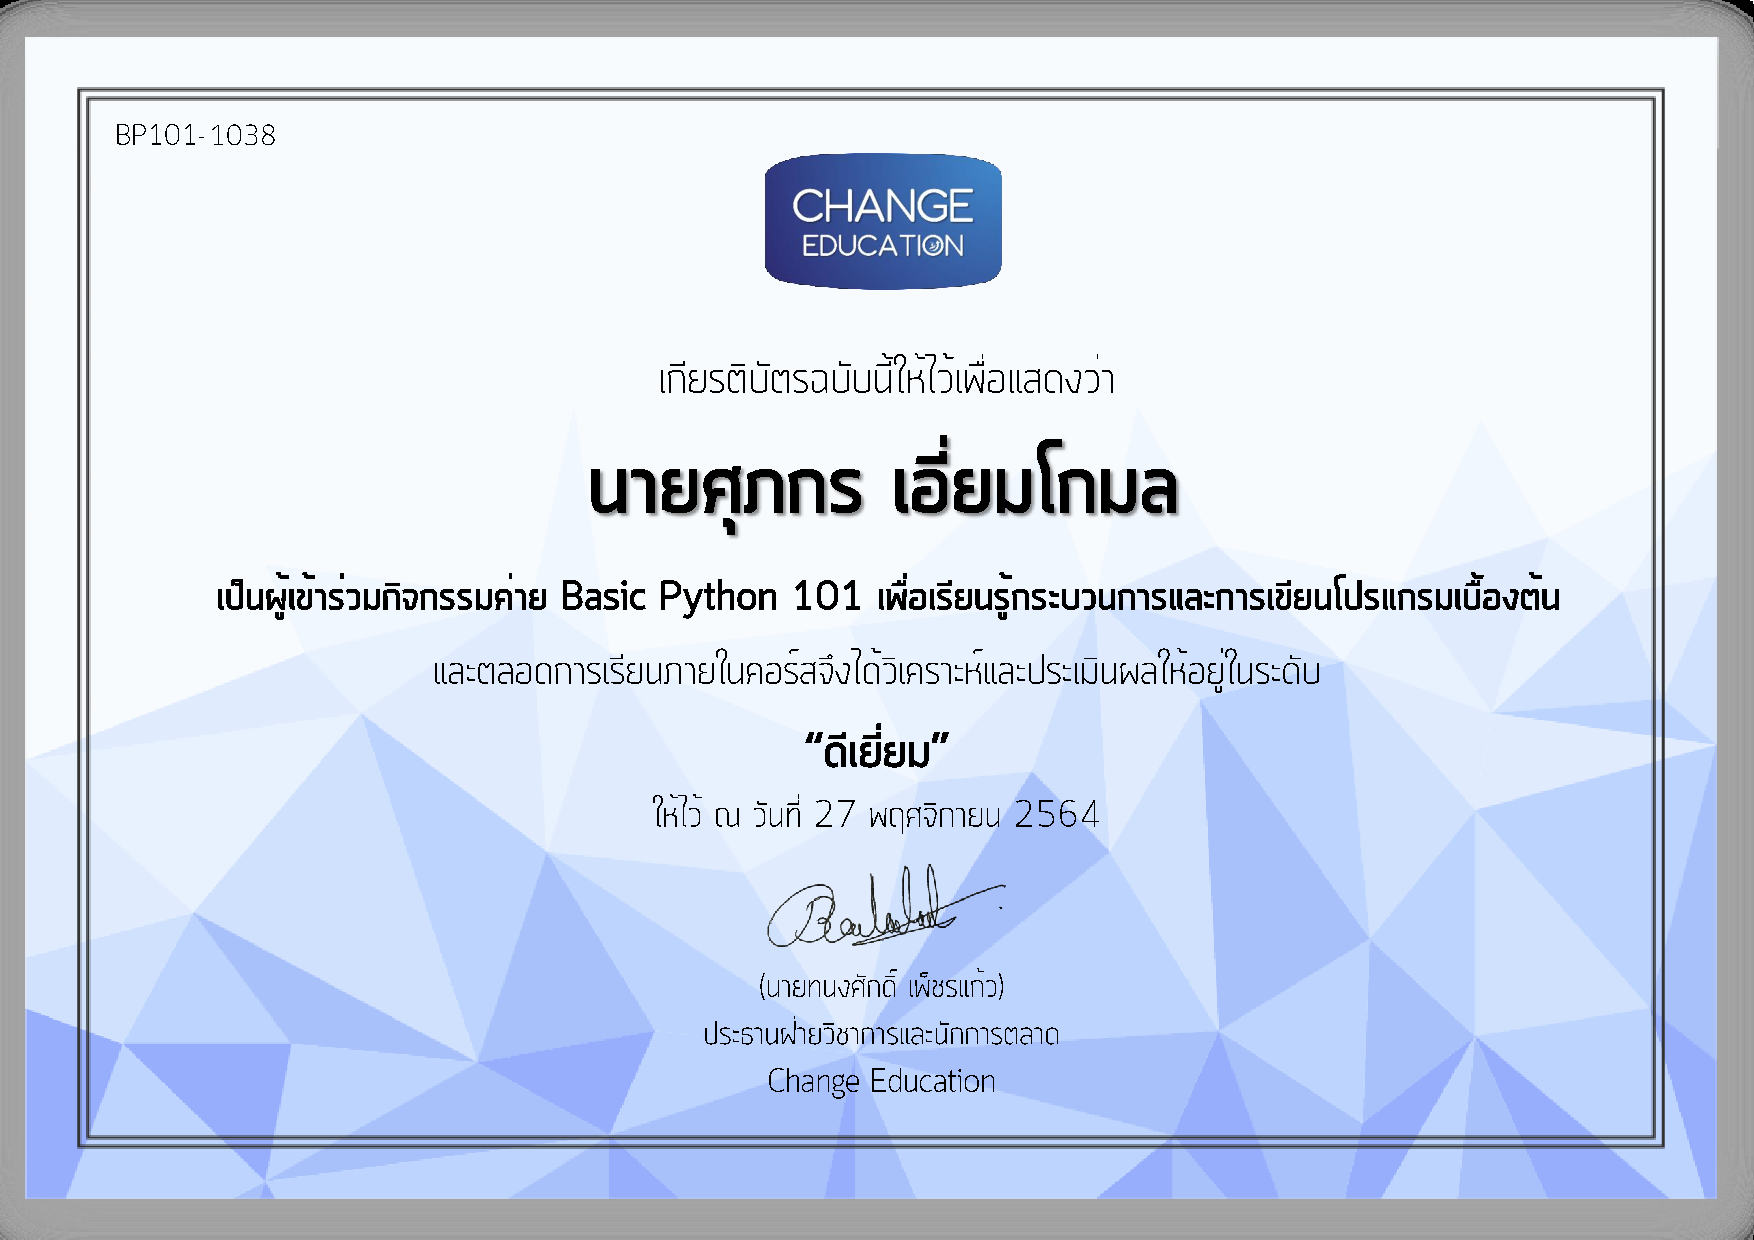 BP101-1038
CHANGE
EDUCATION
เกียรติบัตรฉบับนี้ให้ไว้เพื่อแสดงว่า
นายศุภกร เอี่ยมโกมล
เป็นผู้เข้าร่วมกิจกรรมค่าย Basic Python 101 เพื่อเรียนรู้กระบวนการและการเขียนโปรแกรมเบื้องต้น
และตลอดการเรียนภายในคอร์สจึงได้วิเคราะห์และประเมินผลให้อยู่ในระดับ
“ดีเยี่ยม”
ให้ไว้ ณ วันที่ 27 พฤศจิกายน 2564
(นายทนงศักดิ์ เพ็ชรแก้ว)
ประธานฝ่ายวิชาการและนักการตลาด
Change Education